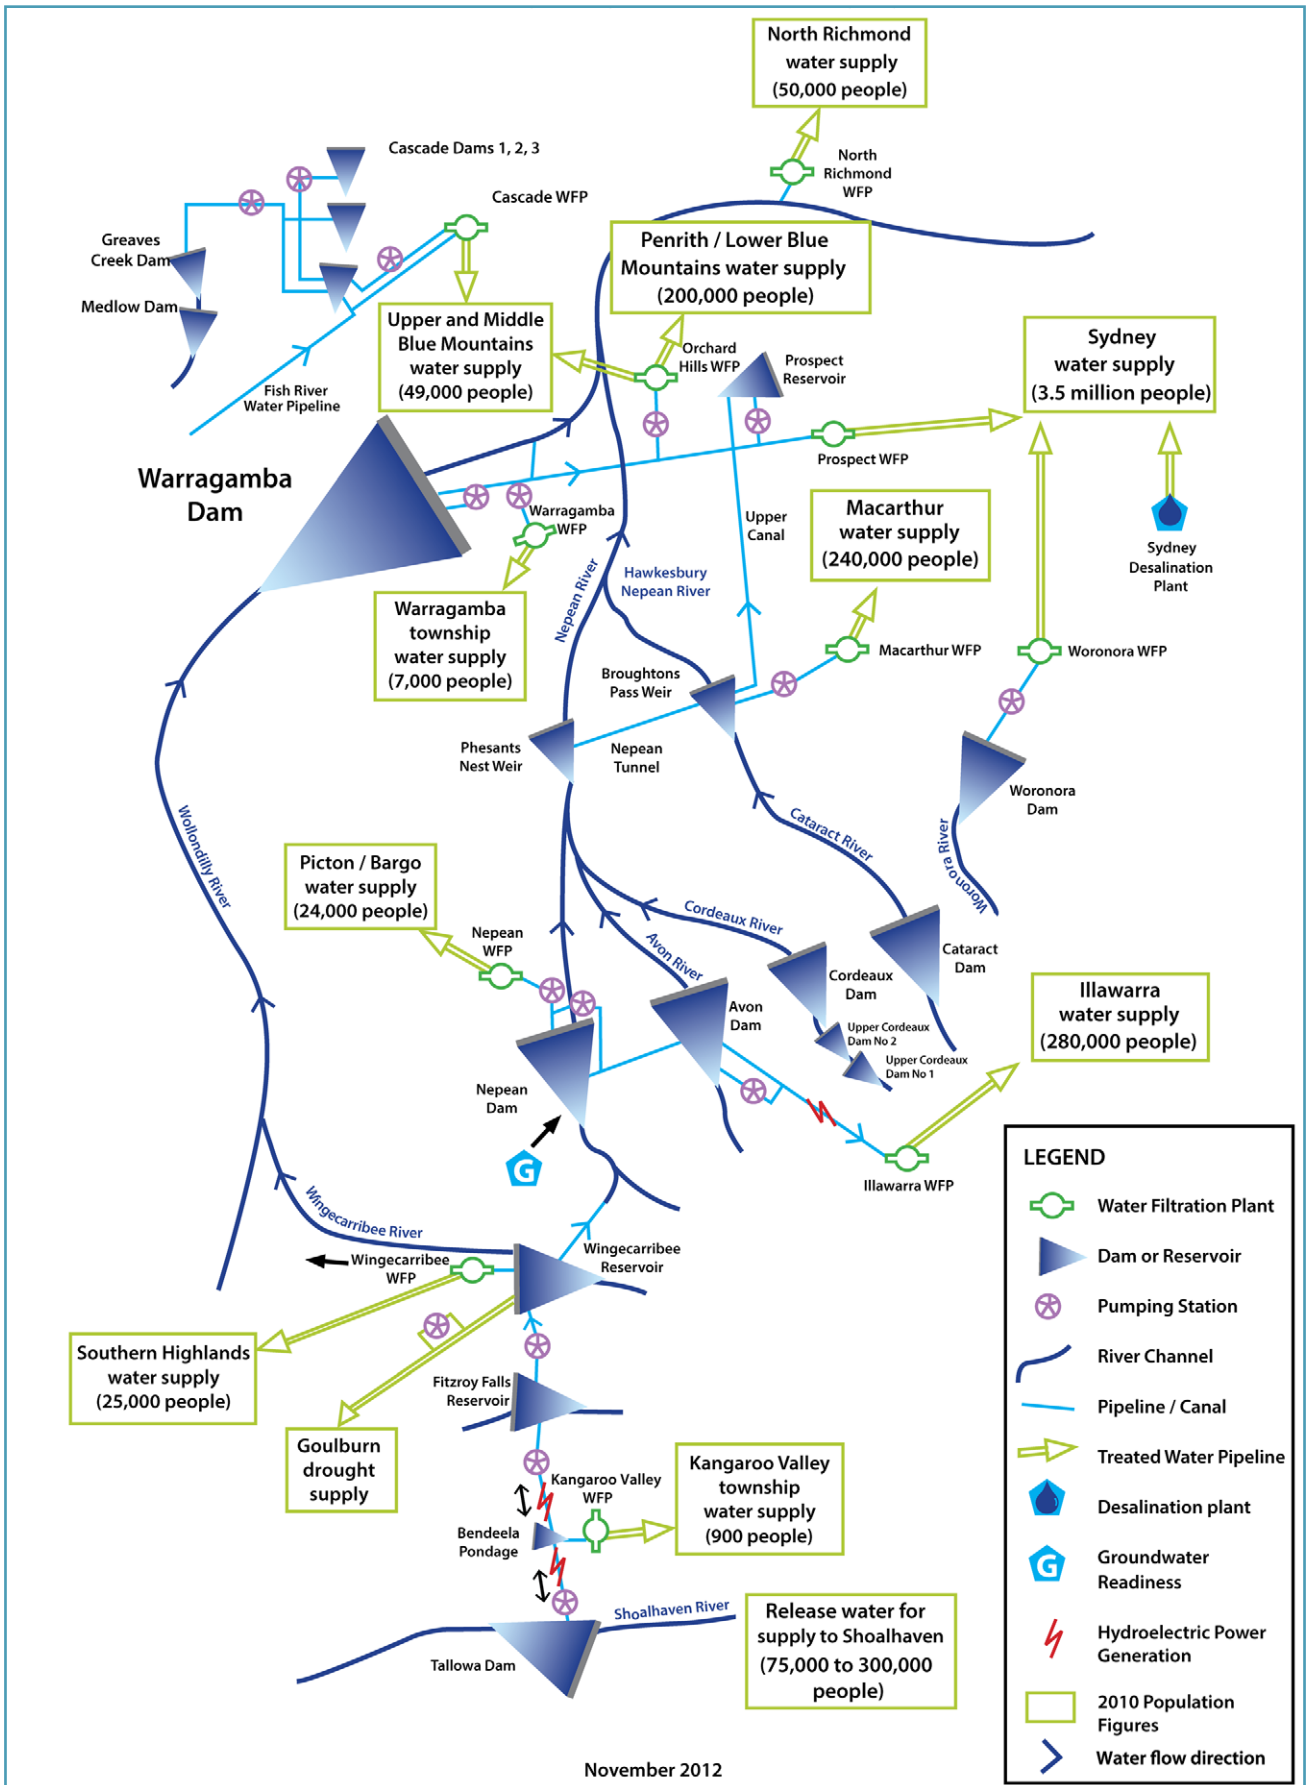 North Richmond
water supply
(50,000 people)
Cascade Dams 1, 2, 3
North
Richmond
WFP
Cascade WFP
Greaves
Creek Dam
Medlow Dam
Penrith / Lower Blue
Mountains water supply
(200,000 people)
Upper and Middle
Blue Mountains
water supply
(49,000 people)
Orchard
Hills WFP
Prospect
Reservoir
Sydney
water supply
(3.5 million people)
Fish River
Water Pipeline
Prospect WFP
Warragamba
Dam
Warragamba
WFP
Upper
Canal
Macarthur
water supply
(240,000 people)
Sydney
Desalination
Plant
Nepean River
Hawkesbury
Nepean River
Warragamba
township
water supply
(7,000 people)
Macarthur WFP
Woronora WFP
Broughtons
Pass Weir
Phesants
Nest Weir
Nepean
Tunnel
Woronora
Dam
Wollondilly River
Cataract River
Woronora River
Picton / Bargo
water supply
(24,000 people)
Nepean
WFP
Cordeaux River
Avon River
Cataract
Dam
Cordeaux
Dam
Avon
Dam
Illawarra
water supply
(280,000 people)
Upper Cordeaux
Dam No 2
Upper Cordeaux
Dam No 1
Nepean
Dam
G
Illawarra WFP
Wingecarribee River
Wingecarribee
WFP
Wingecarribee
Reservoir
Southern Highlands
water supply
(25,000 people)
Fitzroy Falls
Reservoir
Goulburn
drought
supply
Kangaroo Valley
WFP
Kangaroo Valley
township
water supply
(900 people)
Bendeela
Pondage
Shoalhaven River
Tallowa Dam
Release water for
supply to Shoalhaven
(75,000 to 300,000
people)
LEGEND
Water Filtration Plant
Dam or Reservoir
Pumping Station
River Channel
Pipeline / Canal
Treated Water Pipeline
Desalination plant
G
Groundwater
Readiness
Hydroelectric Power
Generation
2010 Population
Figures
Water flow direction
November 2012